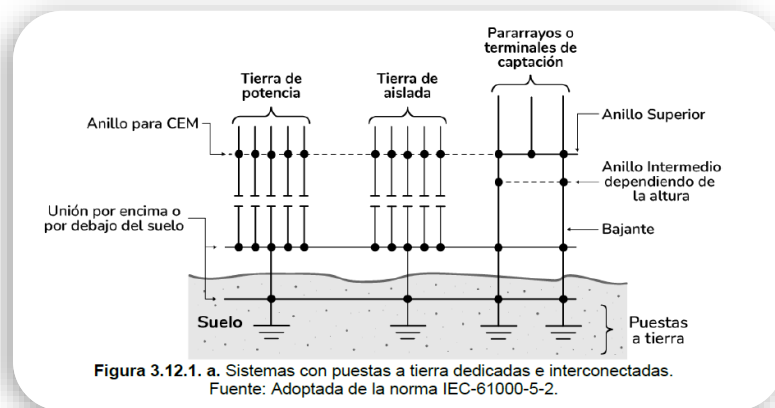 Pararrayos o
terminales de
captación
Tierra de
potencia
Tierra de
aislada
Anillo para CEM
Anillo Superior
Anillo Intermedio
dependiendo de
la altura
Unión por encima o
por debajo del suelo
Bajante
Suelo
Puestas
a tierra
Figura 3.12.1. a. Sistemas con puestas a tierra dedicadas e interconectadas.
Fuente: Adoptada de la norma IEC-61000-5-2.